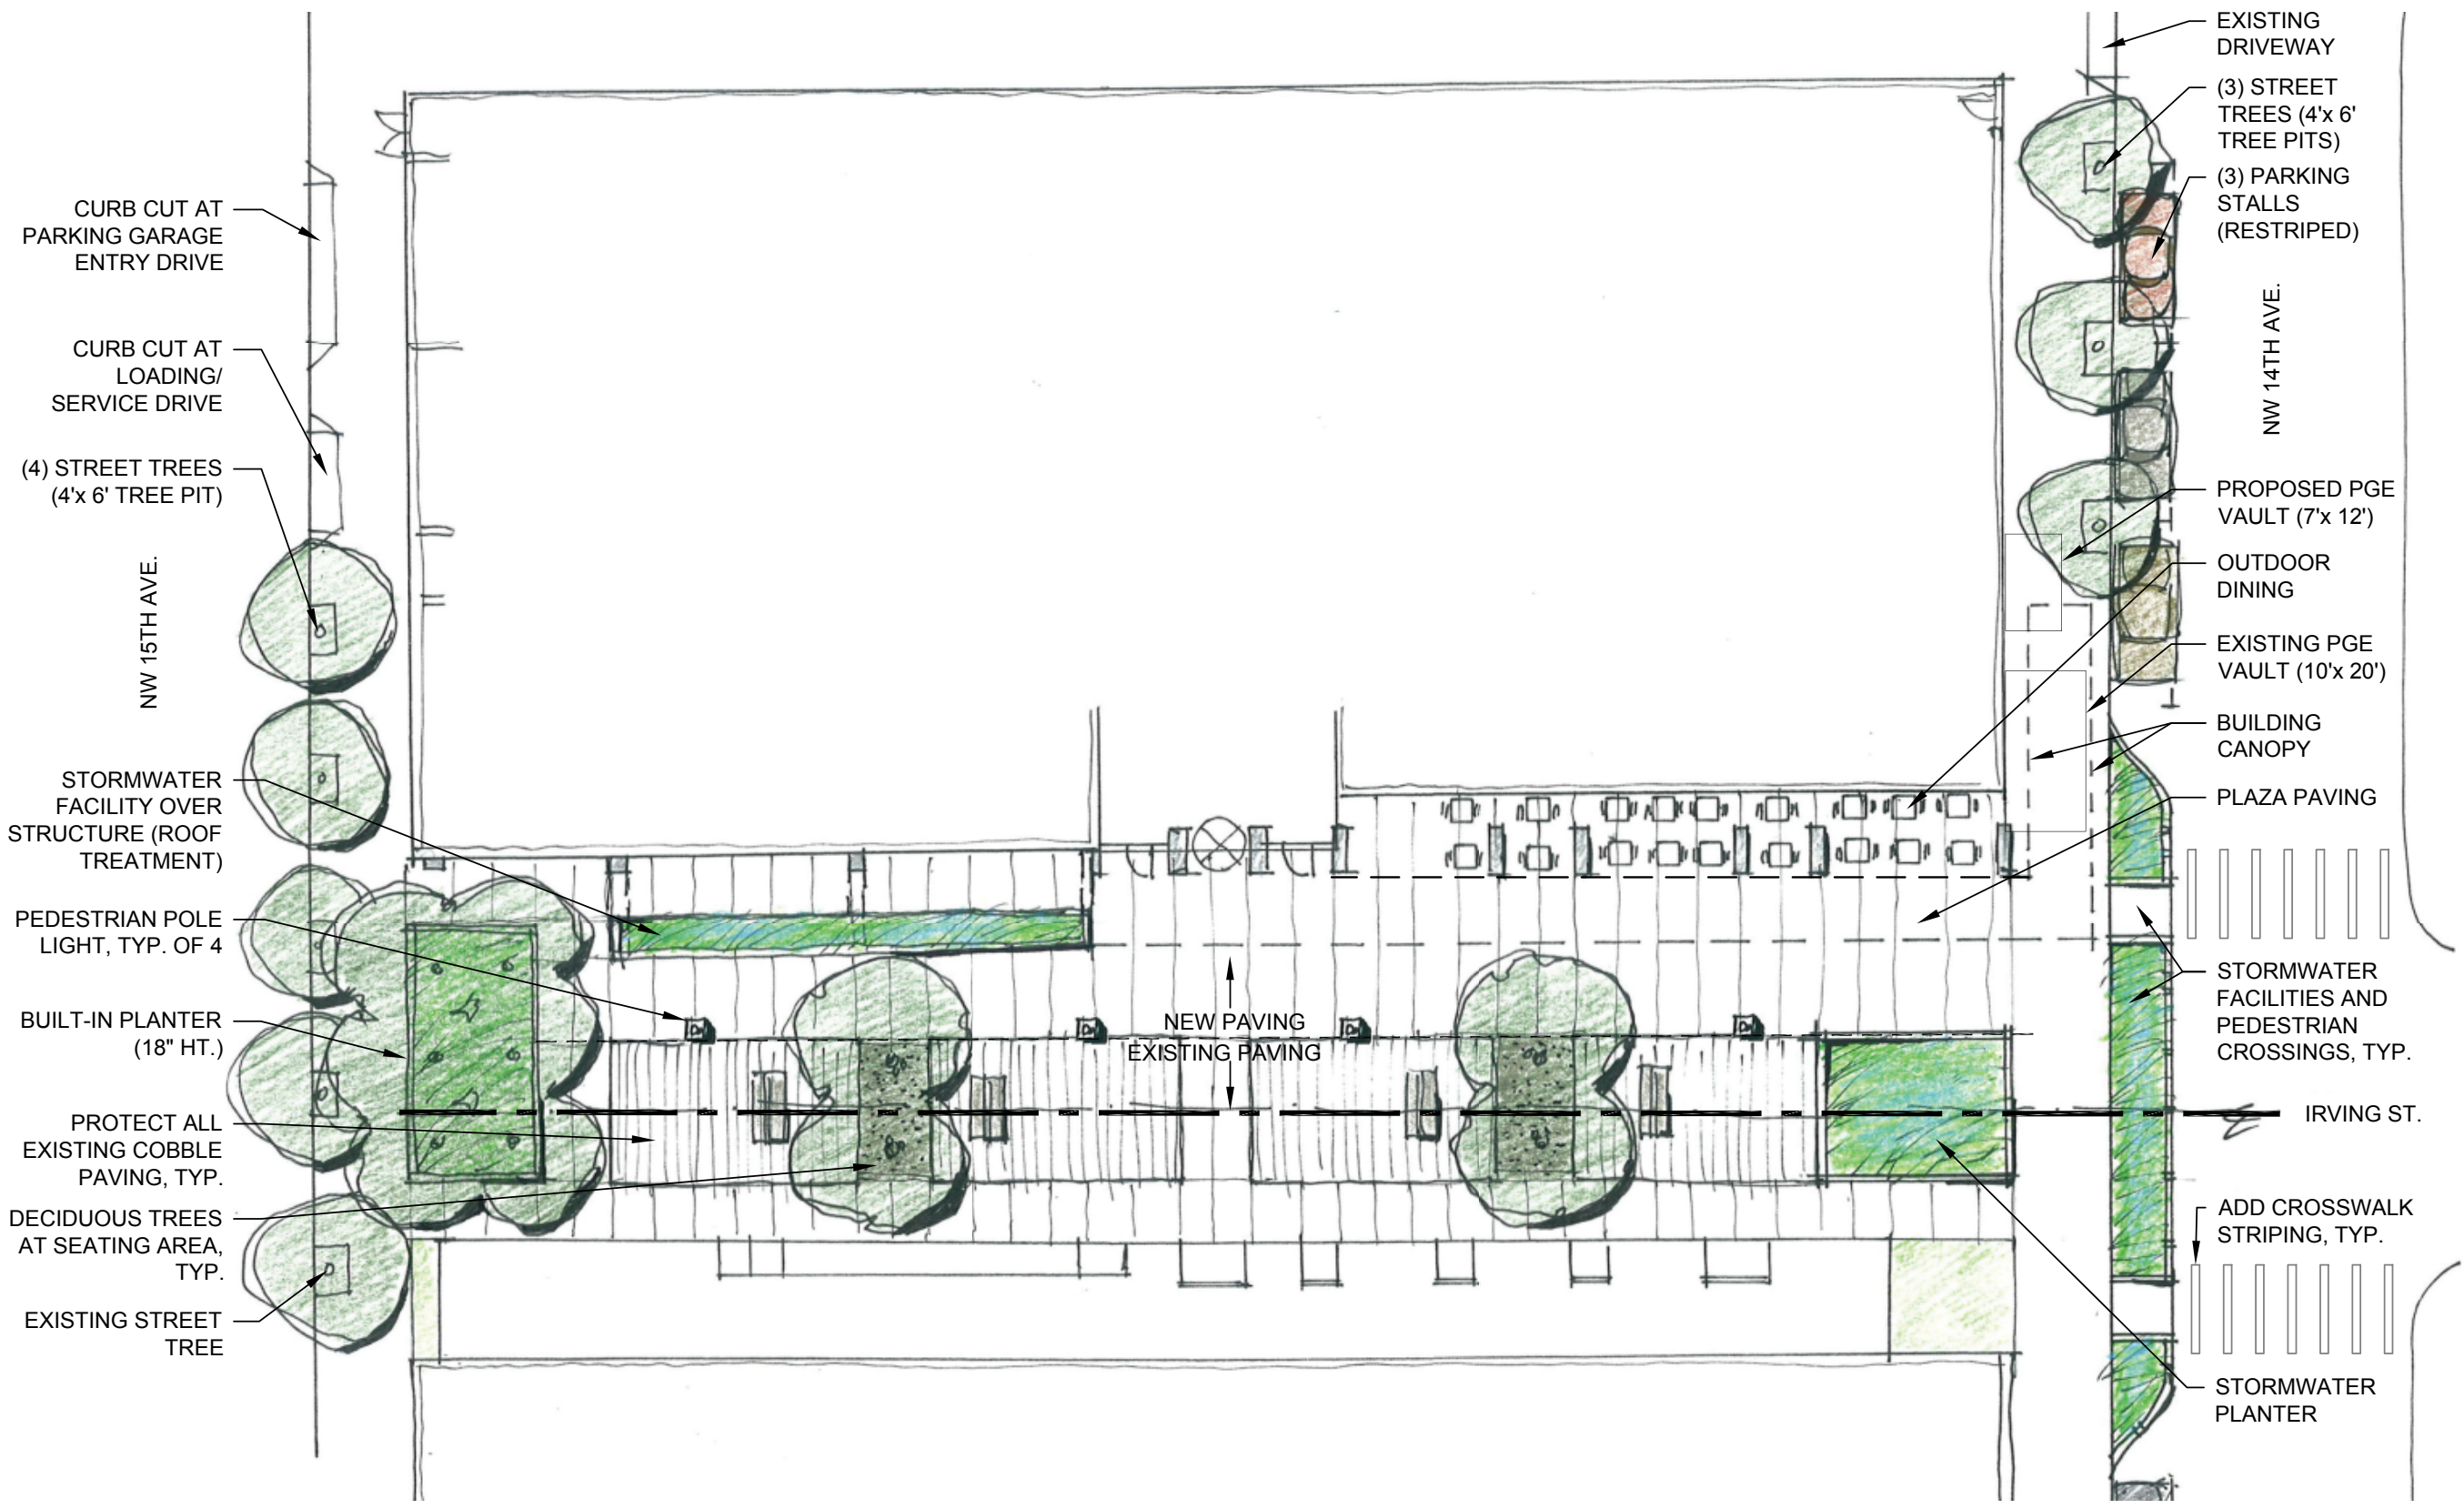 CURB CUT AT
PARKING GARAGE
ENTRY DRIVE
CURB CUT AT
LOADING/
SERVICE DRIVE
(4) STREET TREES
(4'x 6' TREE PIT)
NW 15TH AVE.
STORMWATER
FACILITY OVER
STRUCTURE (ROOF
TREATMENT)
PEDESTRIAN POLE
LIGHT, TYP. OF 4
BUILT-IN PLANTER
(18" HT.)
PROTECT ALL
EXISTING COBBLE
PAVING, TYP.
DECIDUOUS TREES
AT SEATING AREA,
TYP.
EXISTING STREET
TREE
NEW PAVING
EXISTING PAVING
EXISTING
DRIVEWAY
(3) STREET
TREES (4'x 6'
TREE PITS)
(3) PARKING
STALLS
(RESTRIPED)
NW 14TH AVE.
PROPOSED PGE
VAULT (7'x 12')
OUTDOOR
DINING
EXISTING PGE
VAULT (10'x 20')
BUILDING
CANOPY
PLAZA PAVING
STORMWATER
FACILITIES AND
PEDESTRIAN
CROSSINGS, TYP.
IRVING ST.
ADD CROSSWALK
STRIPING, TYP.
STORMWATER
PLANTER